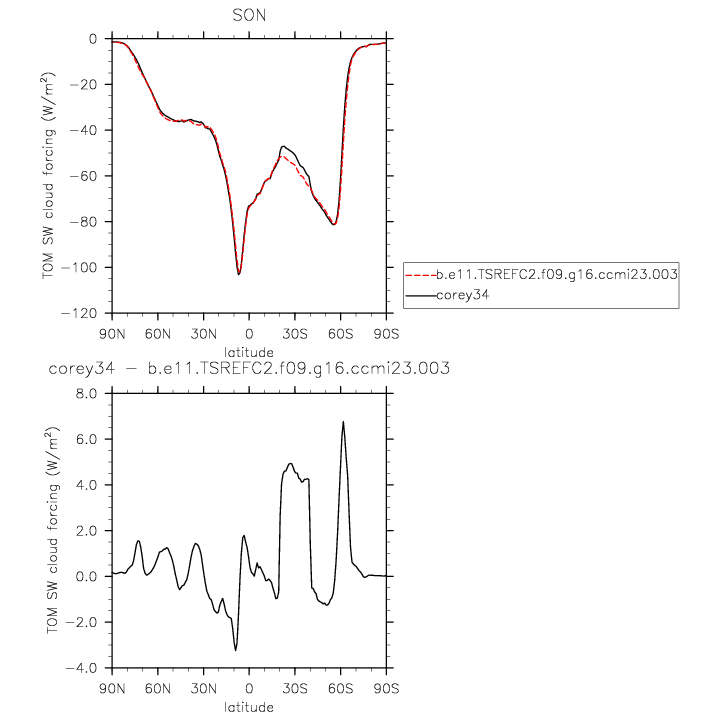 SON
TOM SW cloud forcing (W/m²)
0
−20
−40
−60
−80
−100
−120
90N 60N 30N 0 30S 60S 90S
latitude
b.e11.TSREFC2.f09.g16.ccmi23.003
corey34
corey34 − b.e11.TSREFC2.f09.g16.ccmi23.003
TOM SW cloud forcing (W/m²)
8.0
6.0
4.0
2.0
0.0
−2.0
−4.0
90N 60N 30N 0 30S 60S 90S
latitude